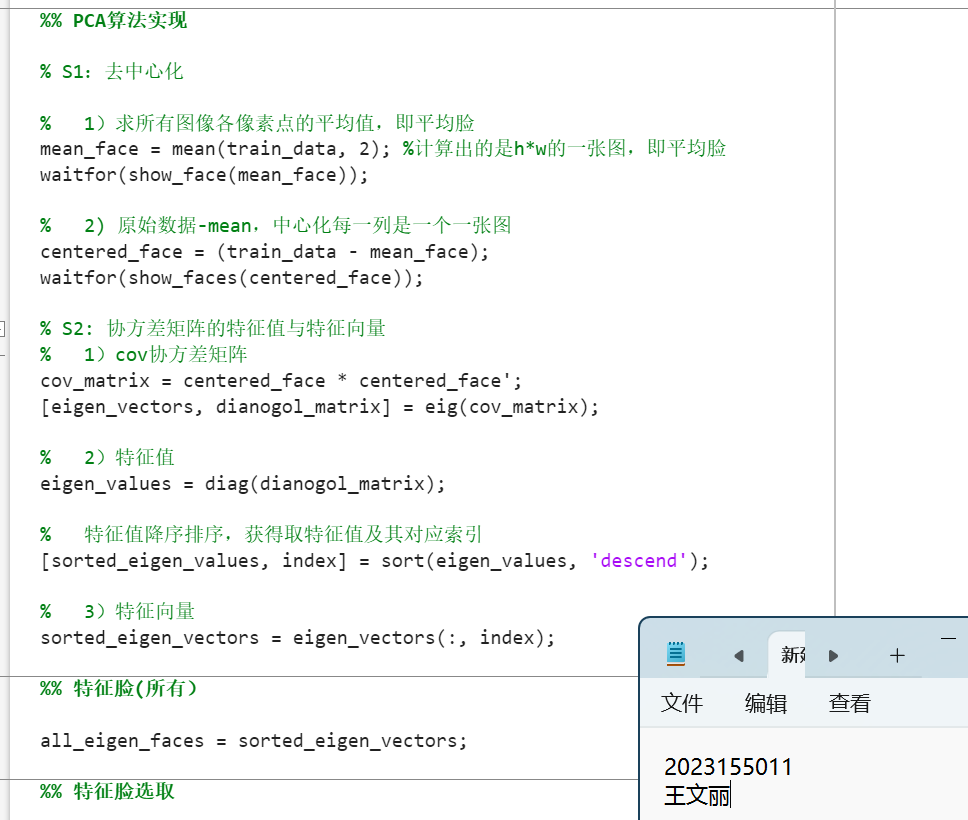 %% PCA算法实现
% S1: 去中心化
%   1）求所有图像各像素点的平均值，即平均脸
mean_face = mean(train_data, 2); %计算出的是h*w的一张图，即平均脸
waitfor(show_face(mean_face));
%   2) 原始数据-mean，中心化每一列是一个一张图
centered_face = (train_data - mean_face);
waitfor(show_faces(centered_face));
% S2: 协方差矩阵的特征值与特征向量
%   1）cov协方差矩阵
cov_matrix = centered_face * centered_face';
[eigen_vectors, dianogol_matrix] = eig(cov_matrix);
%   2）特征值
eigen_values = diag(dianogol_matrix);
%   特征值降序排序，获得取特征值及其对应索引
[sorted_eigen_values, index] = sort(eigen_values, 'descend');
%   3）特征向量
sorted_eigen_vectors = eigen_vectors(:, index);
%% 特征脸(所有）
all_eigen_faces = sorted_eigen_vectors;
%% 特征脸选取
新建
文件 编辑 查看
2023155011
王文丽